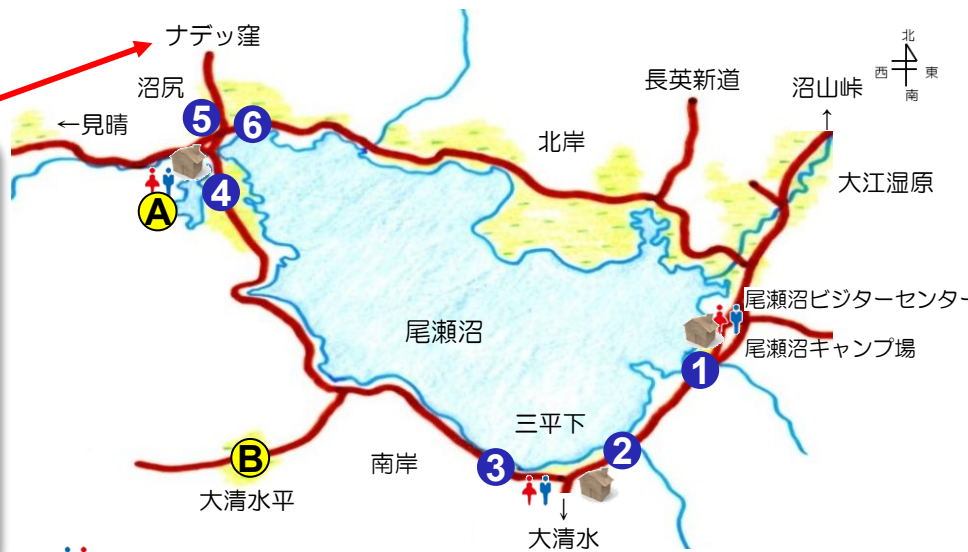 ナデッ窪
北
西
東
南
沼尻
長英新道
沼山峠
↑
5
6
←見晴
北岸
大江湿原
4
A
尾瀬沼ビジターセンター
尾瀬沼
尾瀬沼キャンプ場
1
三平下
2
B
南岸
3
大清水平
↓
大清水